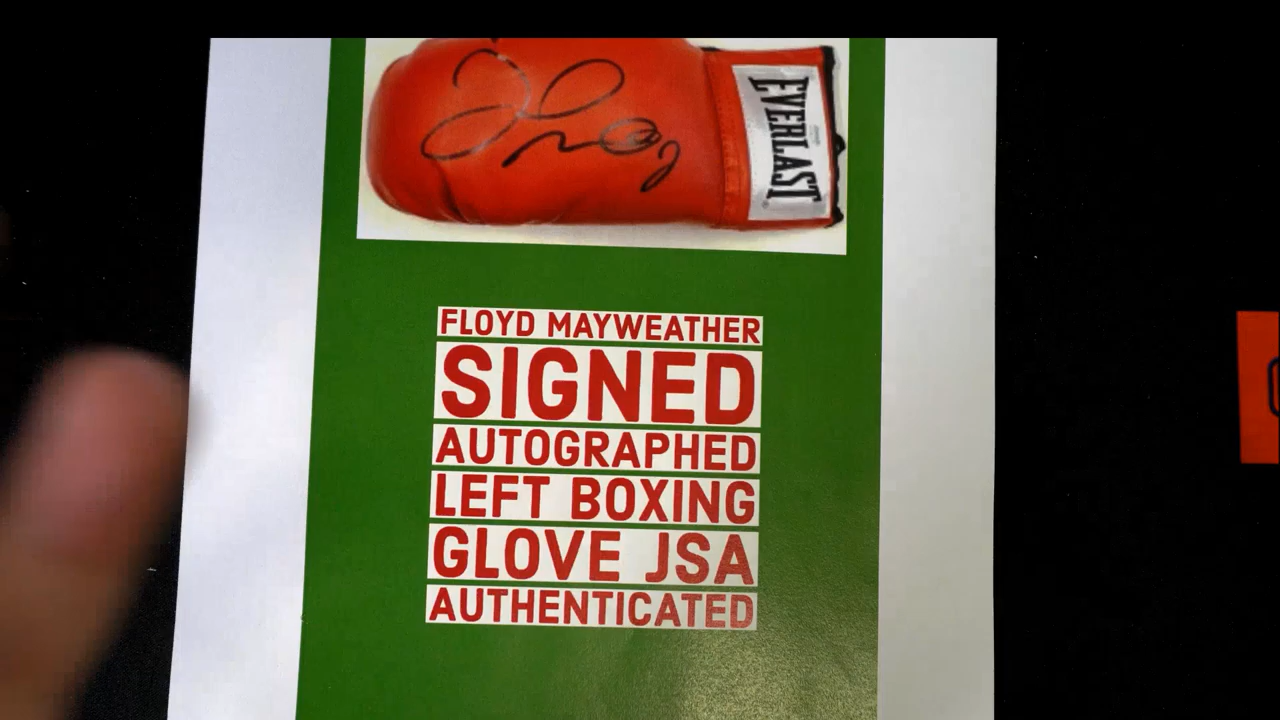 EVERLAST
FLOYD MAYWEATHER
SIGNED
AUTOGRAPHED
LEFT BOXING
GLOVE JSA
AUTHENTICATED